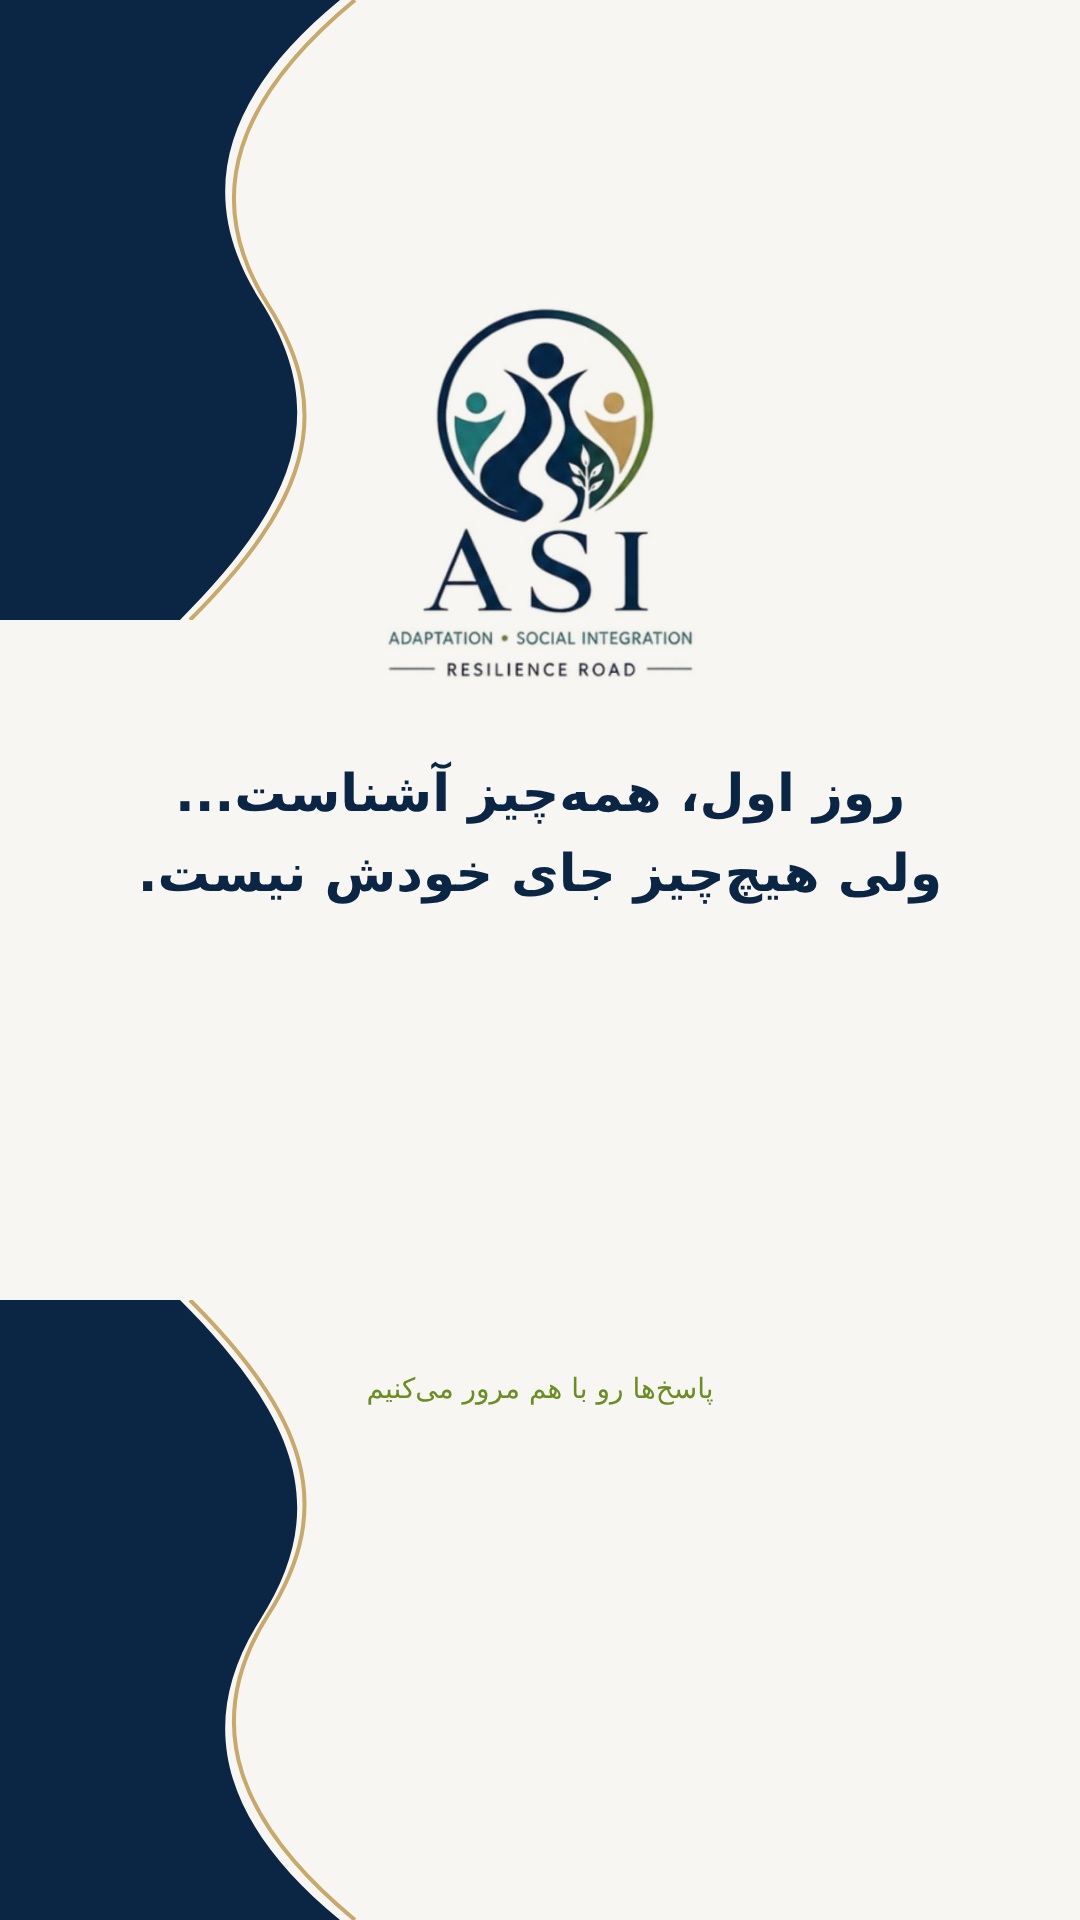 ASI
ADAPTATION • SOCIAL INTEGRATION
RESILIENCE ROAD
روز اول، همه‌چیز آشناست...
ولی هیچ‌چیز جای خودش نیست.
پاسخ‌ها رو با هم مرور می‌کنیم